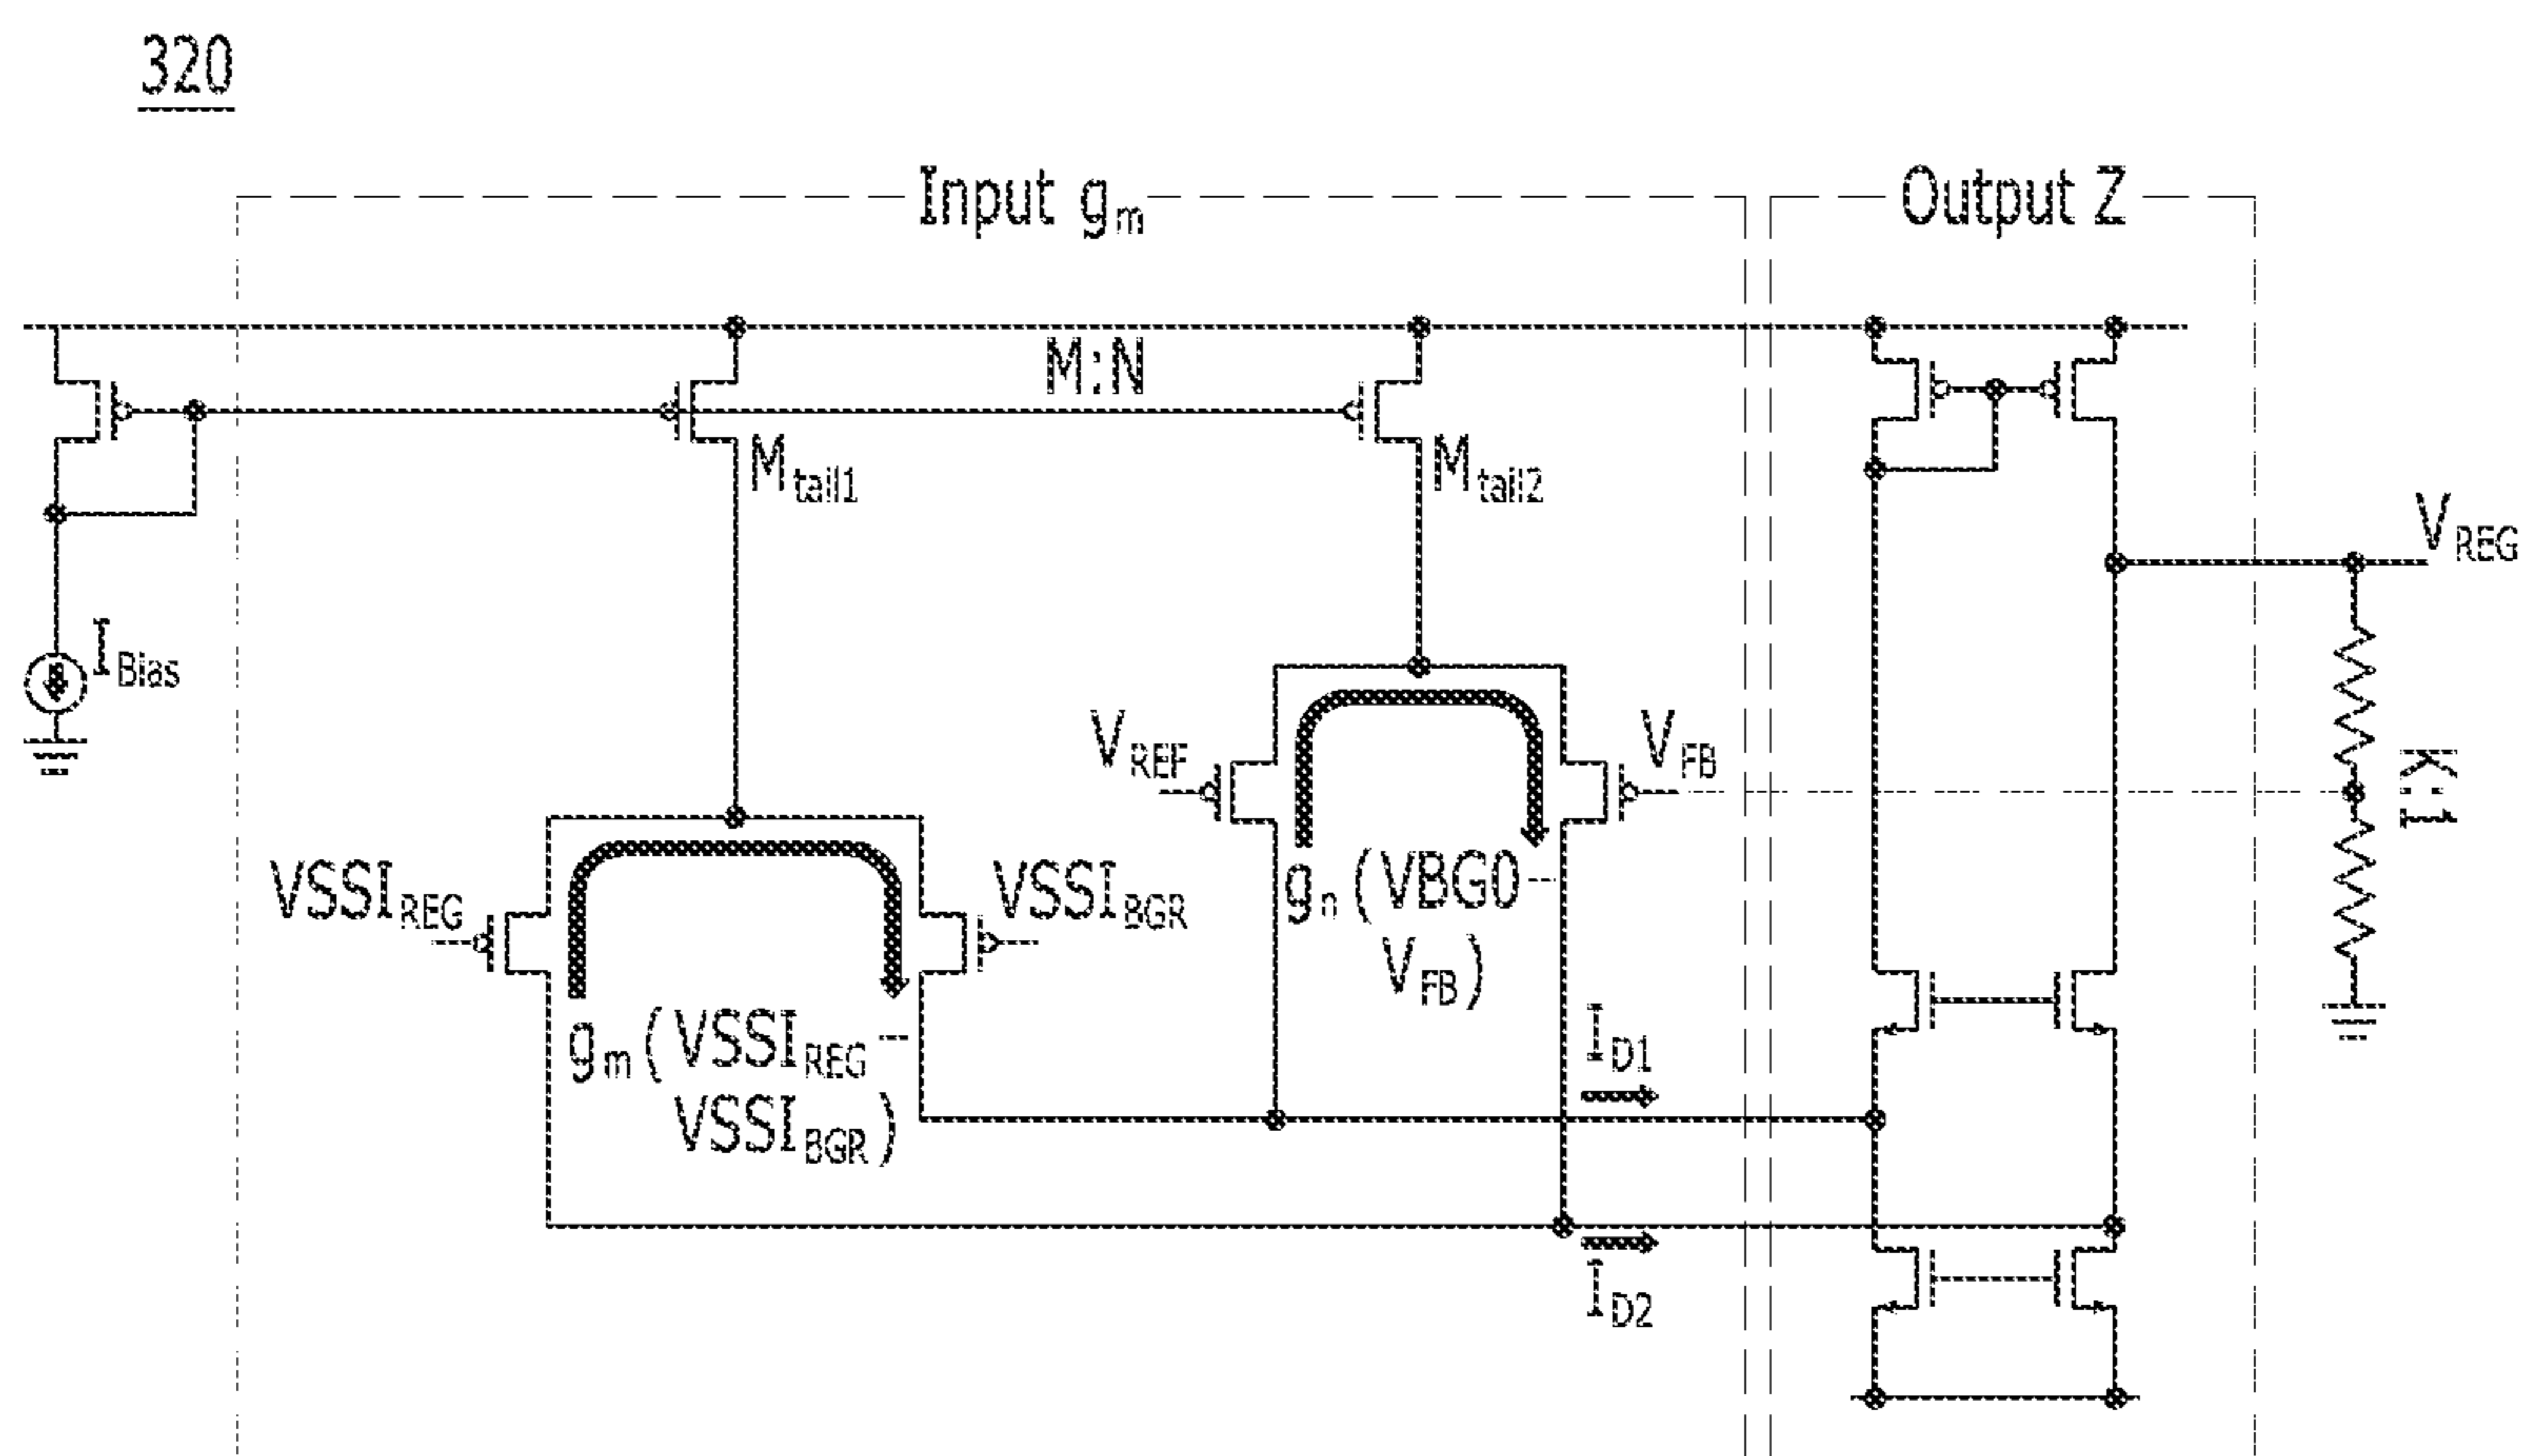 320
Input gm
Output Z
M:N
Mtail1
Mtail2
VREG
IBias
VREF
VFB
K:1
VSSIREG
VSSIBGR
gn(VBG0-
VFB)
gm(VSSIREG-
VSSIBGR)
ID1
ID2